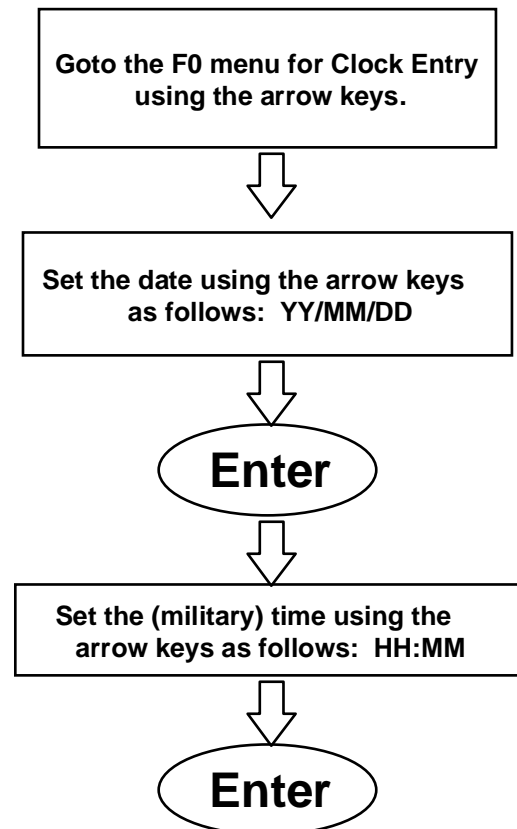 Goto the F0 menu for Clock Entry
using the arrow keys.
Set the date using the arrow keys
as follows: YY/MM/DD
Enter
Set the (military) time using the
arrow keys as follows: HH:MM
Enter